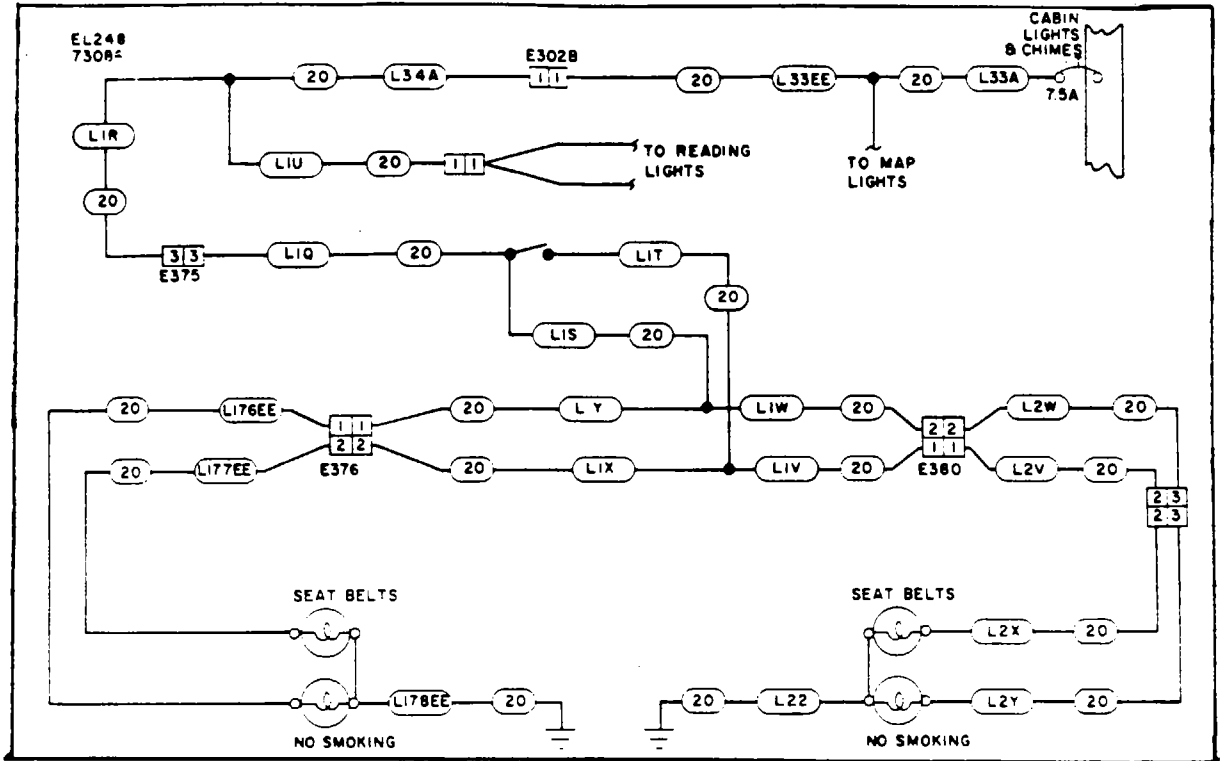 CABIN
LIGHTS
& CHIMES
EL248
E302B
20 L34A 1 1 20 L33EE 20 L33A
7.5A
L1R
L1U 20 1 1
TO READING
LIGHTS
TO MAP
LIGHTS
20
3 3 L1Q 20 L1T
E375
20
L1S 20
20 L176EE 1 1 20 L Y L1W 20 2 2 L2W 20
20 L177EE 2 2 20 L1X L1V 20 1 1 L2V 20
E376
E360
2 3
2 3
SEAT BELTS
SEAT BELTS
L2X 20
L178EE 20
20 L22 L2Y 20
NO SMOKING
NO SMOKING